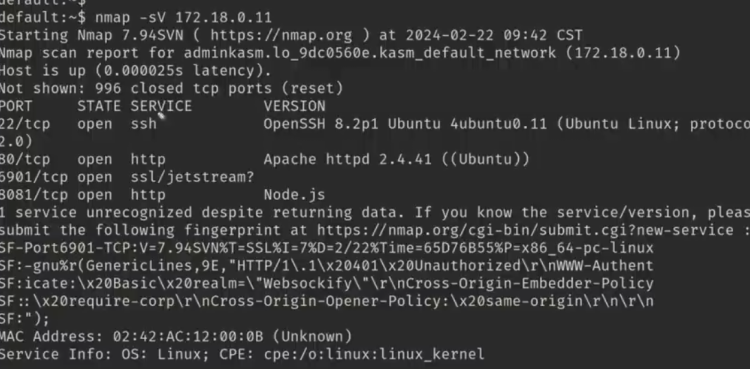 default:~$
default:~$ nmap -sV 172.18.0.11
Starting Nmap 7.94SVN ( https://nmap.org ) at 2024-02-22 09:42 CST
Nmap scan report for adminkasm.lo_9dc0560e.kasm_default_network (172.18.0.11)
Host is up (0.000025s latency).
Not shown: 996 closed tcp ports (reset)
PORT     STATE SERVICE        VERSION
22/tcp   open  ssh            OpenSSH 8.2p1 Ubuntu 4ubuntu0.11 (Ubuntu Linux; protoco
2.0)
80/tcp   open  http           Apache httpd 2.4.41 ((Ubuntu))
6901/tcp open  ssl/jetstream?
8081/tcp open  http           Node.js
1 service unrecognized despite returning data. If you know the service/version, pleas
submit the following fingerprint at https://nmap.org/cgi-bin/submit.cgi?new-service :
SF-Port6901-TCP:V=7.94SVN%T=SSL%I=7%D=2/22%Time=65D76B55%P=x86_64-pc-linux
SF:-gnu%r(GenericLines,9E,"HTTP/1\.1\x20401\x20Unauthorized\r\nWWW-Authent
SF:icate:\x20Basic\x20realm=\"Websockify\"\r\nCross-Origin-Embedder-Policy
SF::\x20require-corp\r\nCross-Origin-Opener-Policy:\x20same-origin\r\n\r\n
SF:");
MAC Address: 02:42:AC:12:00:0B (Unknown)
Service Info: OS: Linux; CPE: cpe:/o:linux:linux_kernel